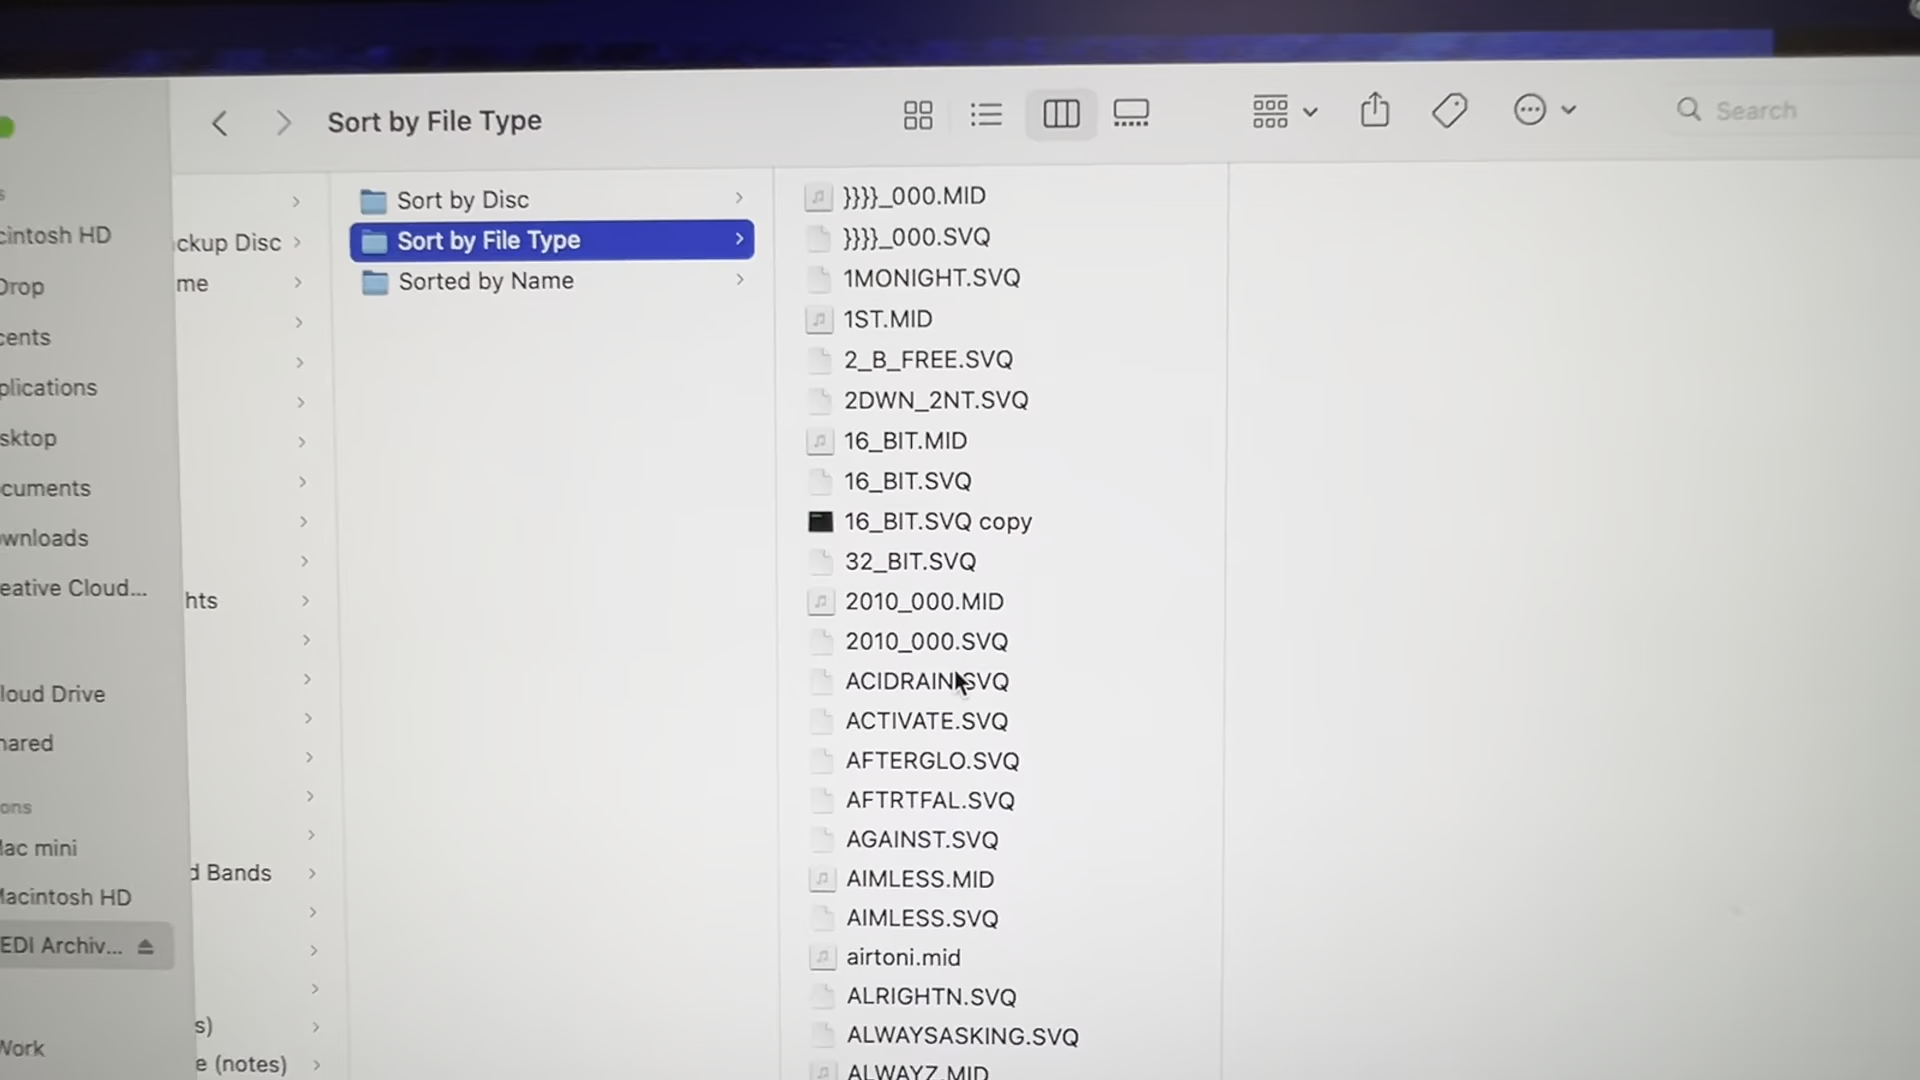 Sort by File Type
Search
s
cintosh HD
Drop
cents
plications
sktop
cuments
wnloads
eative Cloud...
loud Drive
hared
ons
Mac mini
Macintosh HD
EDI Archiv...
Work
ckup Disc
me
hts
d Bands
s)
e (notes)
Sort by Disc
Sort by File Type
Sorted by Name
}}}}_000.MID
}}}}_000.SVQ
1MONIGHT.SVQ
1ST.MID
2_B_FREE.SVQ
2DWN_2NT.SVQ
16_BIT.MID
16_BIT.SVQ
16_BIT.SVQ copy
32_BIT.SVQ
2010_000.MID
2010_000.SVQ
ACIDRAIN.SVQ
ACTIVATE.SVQ
AFTERGLO.SVQ
AFTRTFAL.SVQ
AGAINST.SVQ
AIMLESS.MID
AIMLESS.SVQ
airtoni.mid
ALRIGHTN.SVQ
ALWAYSASKING.SVQ
ALWAYZ.MID